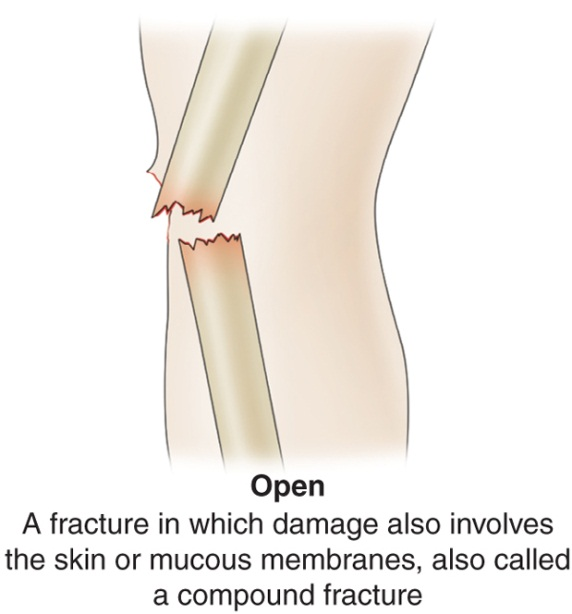 Open
A fracture in which damage also involves
the skin or mucous membranes, also called
a compound fracture